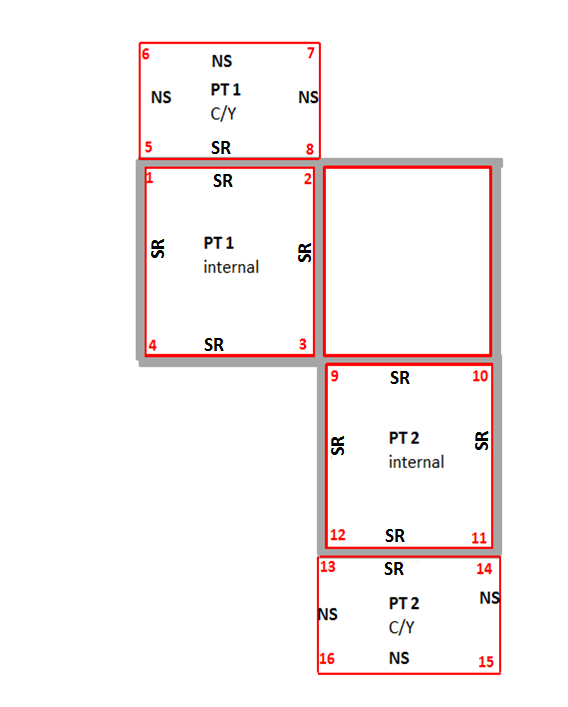 6 7
NS
PT 1
NS NS
C/Y
5 SR 8
1 SR 2
PT 1
SR SR
internal
4 SR 3
9 SR 10
PT 2
SR SR
internal
12 SR 11
13 SR 14
NS
PT 2
NS
C/Y
16 NS 15